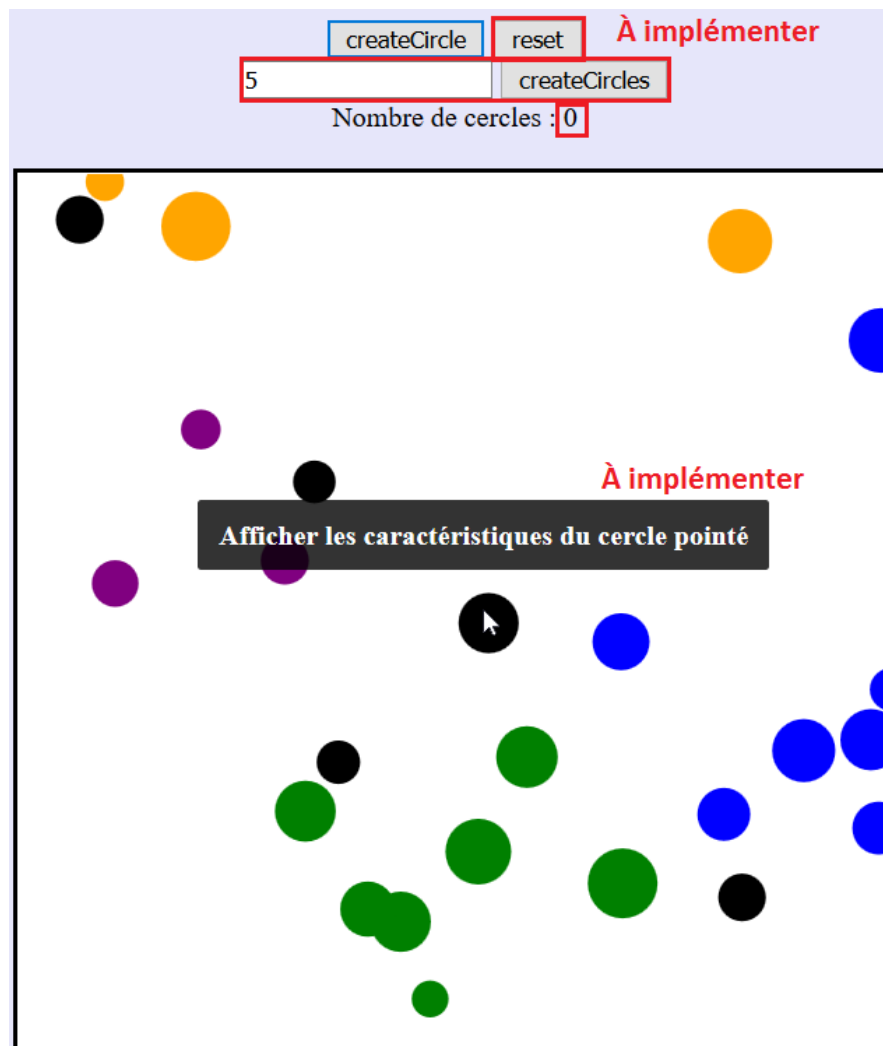 createCircle reset À implémenter
5 createCircles
Nombre de cercles : 0
À implémenter
Afficher les caractéristiques du cercle pointé